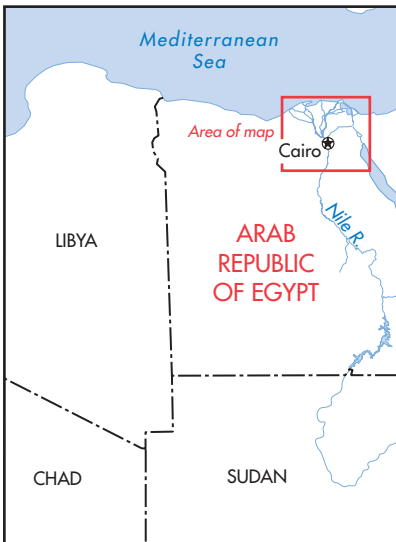 Mediterranean
Sea
Area of map
Cairo
Nile R.
LIBYA
ARAB
REPUBLIC
OF EGYPT
CHAD
SUDAN